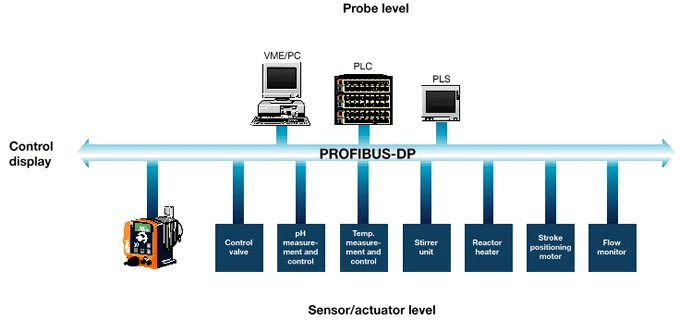 Probe level
VME/PC
PLC
PLS
Control
display
PROFIBUS-DP
Control
valve
pH
measure-
ment and
control
Temp.
measure-
ment and
control
Stirrer
unit
Reactor
heater
Stroke
positioning
motor
Flow
monitor
Sensor/actuator level